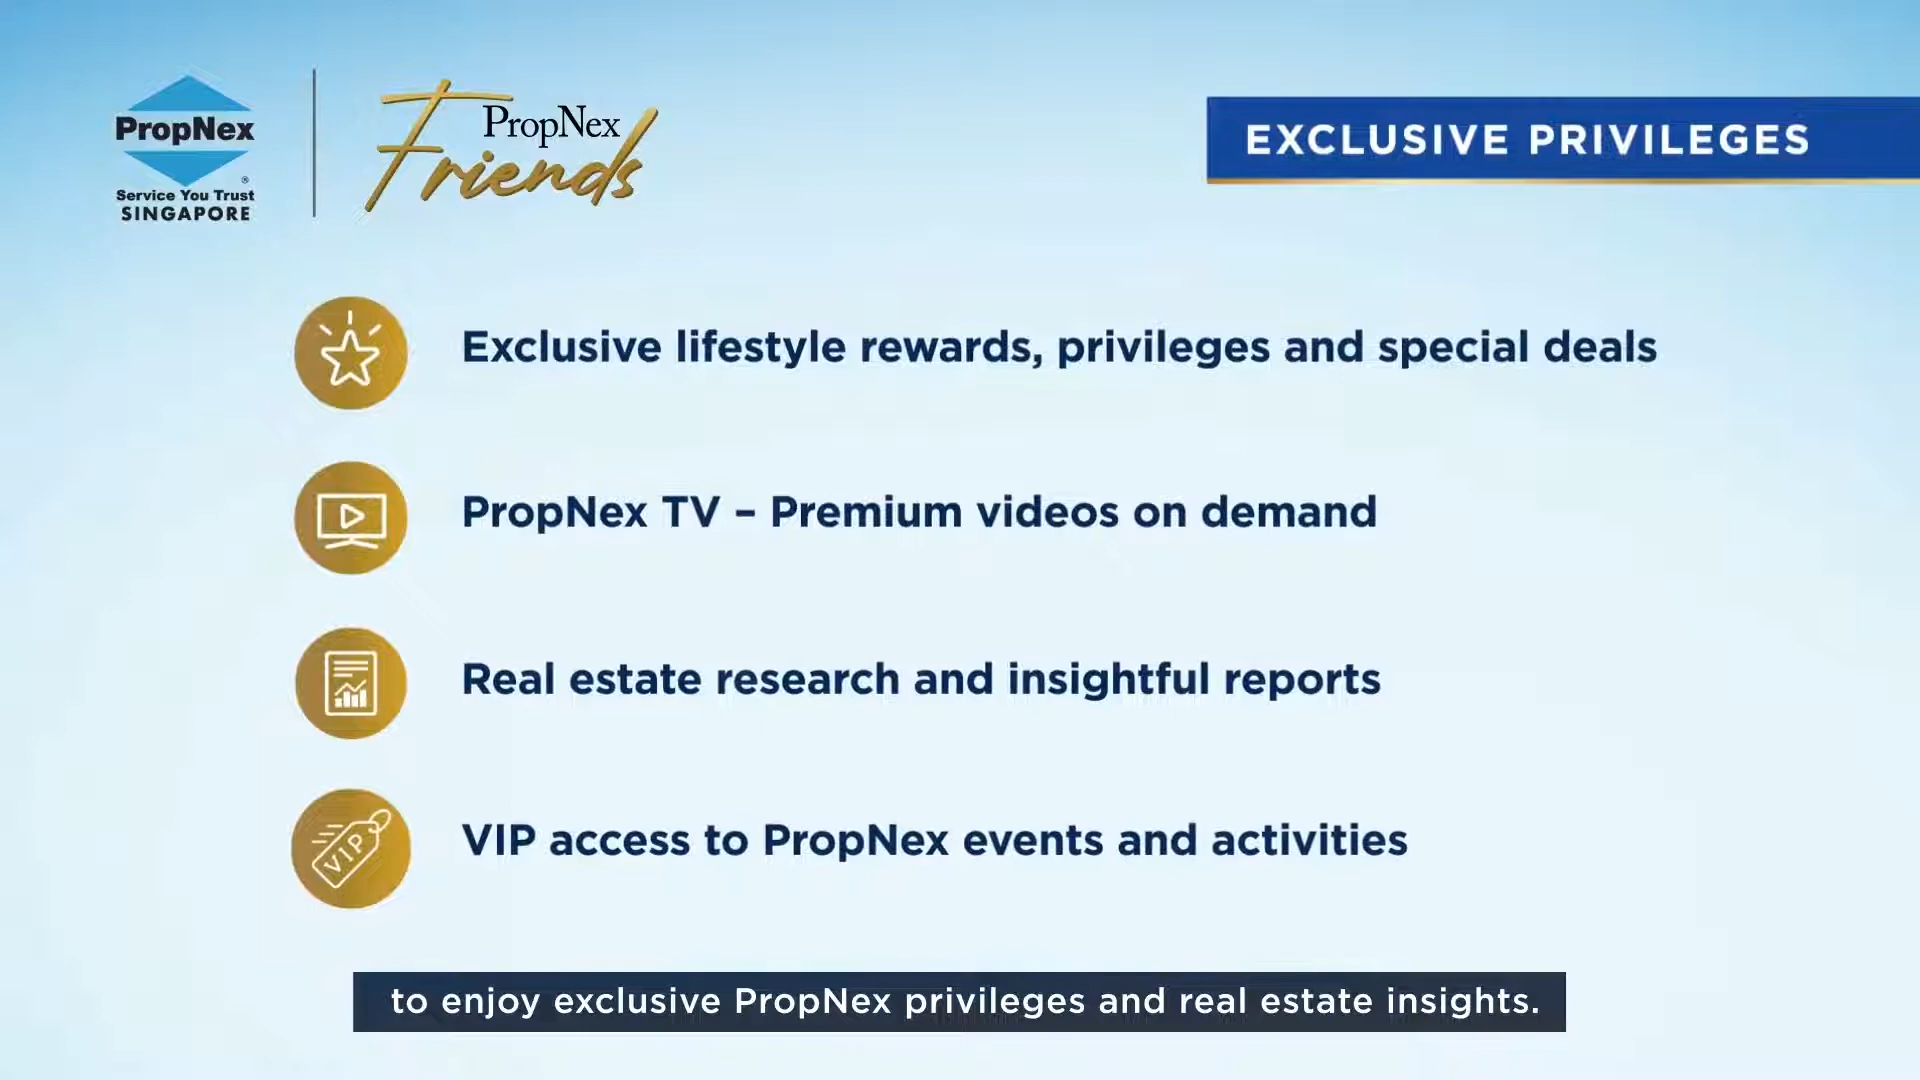 PropNex
®
Service You Trust
SINGAPORE
PropNex
Friends
EXCLUSIVE PRIVILEGES
Exclusive lifestyle rewards, privileges and special deals
PropNex TV – Premium videos on demand
Real estate research and insightful reports
VIP
VIP access to PropNex events and activities
to enjoy exclusive PropNex privileges and real estate insights.